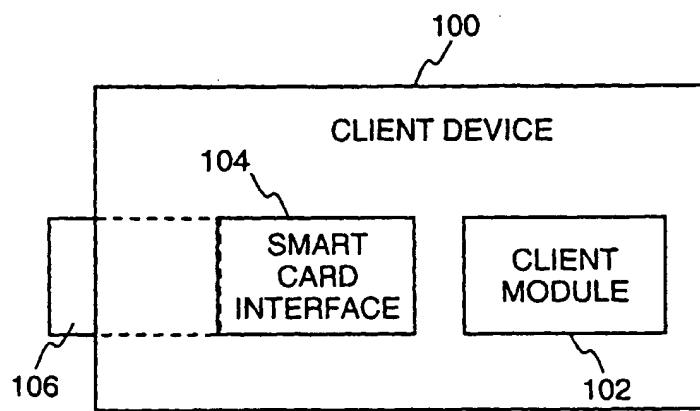 100
CLIENT DEVICE
104
SMART
CARD
INTERFACE
CLIENT
MODULE
106
102